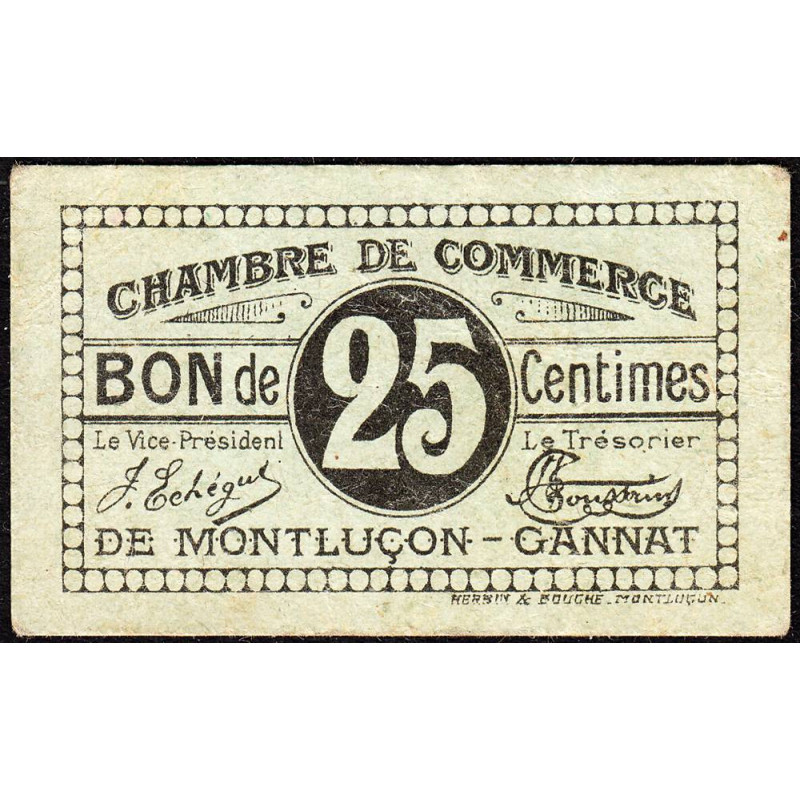 CHAMBRE DE COMMERCE
BON de 25 Centimes
Le Vice-Président Le Trésorier
J. Echégut
DE MONTLUÇON - GANNAT
HERBIN & BOUCHE - MONTLUÇON